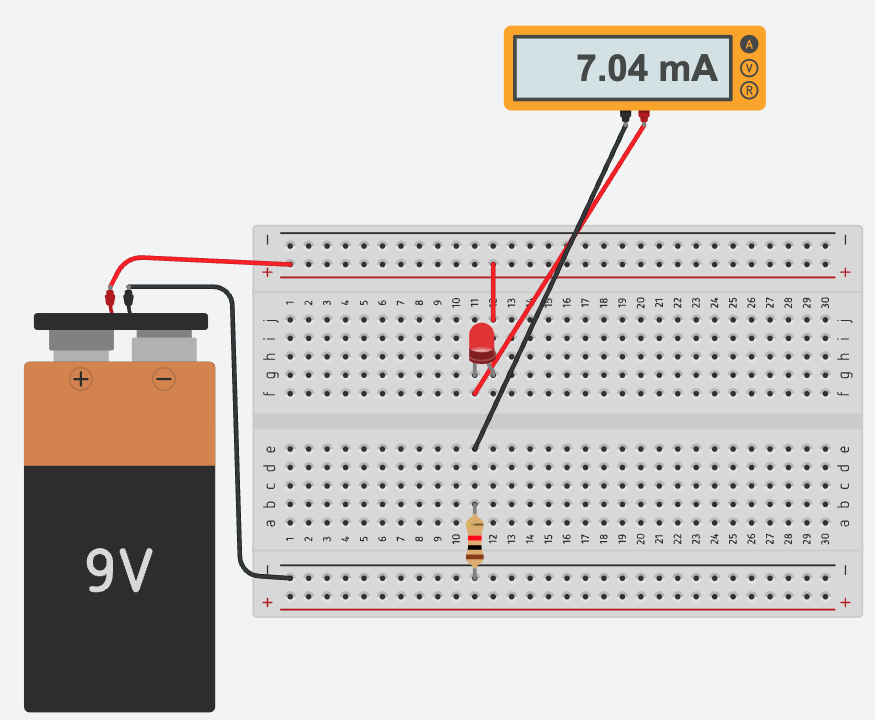 7.04 mA
A
V
R
− −
+ +
1 2 3 4 5 6 7 8 9 10 11 12 13 14 15 16 17 18 19 20 21 22 23 24 25 26 27 28 29 30
j j
i i
h h
g g
f f
+ −
e e
d d
c c
b b
a a
1 2 3 4 5 6 7 8 9 10 11 12 13 14 15 16 17 18 19 20 21 22 23 24 25 26 27 28 29 30
9V
− −
+ +